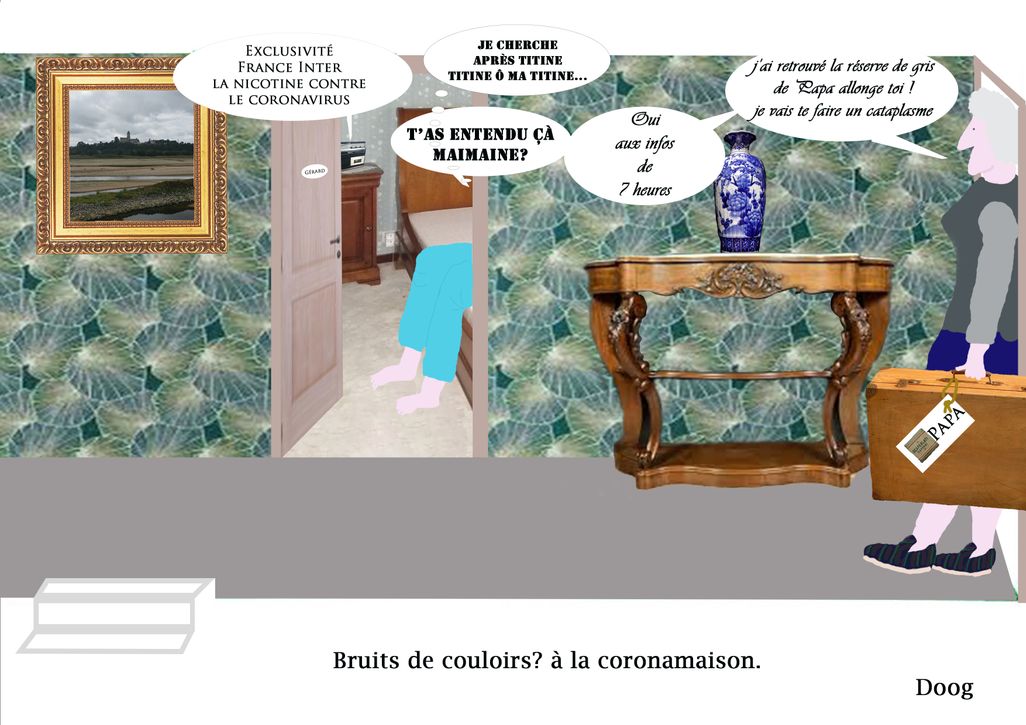 EXCLUSIVITÉ
FRANCE INTER
LA NICOTINE CONTRE
LE CORONAVIRUS
JE CHERCHE
APRÈS TITINE
TITINE Ô MA TITINE...
T'AS ENTENDU ÇÀ
MAIMAINE?
Oui
aux infos
de
7 heures
j'ai retrouvé la réserve de gris
de Papa allonge toi !
je vais te faire un cataplasme
GÉRARD
PAPA
Bruits de couloirs? à la coronamaison.
Doog